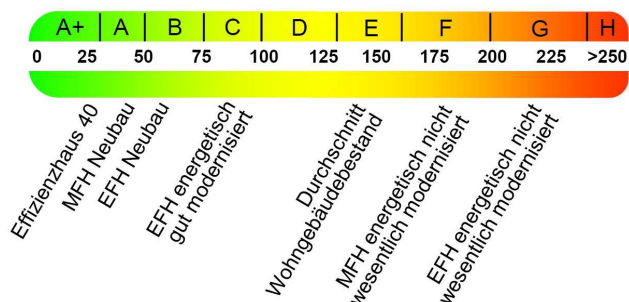 A+ A B C D E F G H
0 25 50 75 100 125 150 175 200 225 >250
Effizienzhaus 40
MFH Neubau
EFH Neubau
EFH energetisch
gut modernisiert
Durchschnitt
Wohngebäudebestand
MFH energetisch nicht
wesentlich modernisiert
EFH energetisch nicht
wesentlich modernisiert